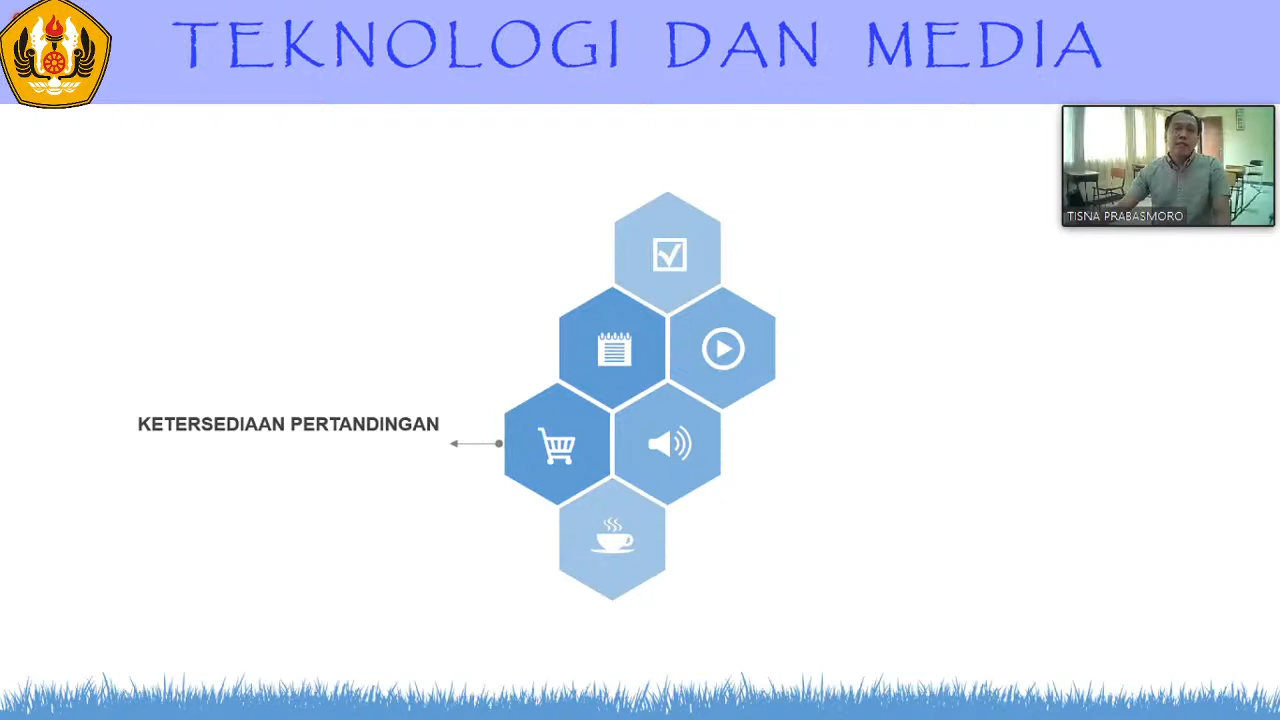 TEKNOLOGI DAN MEDIA
TISNA PRABASMORO
KETERSEDIAAN PERTANDINGAN